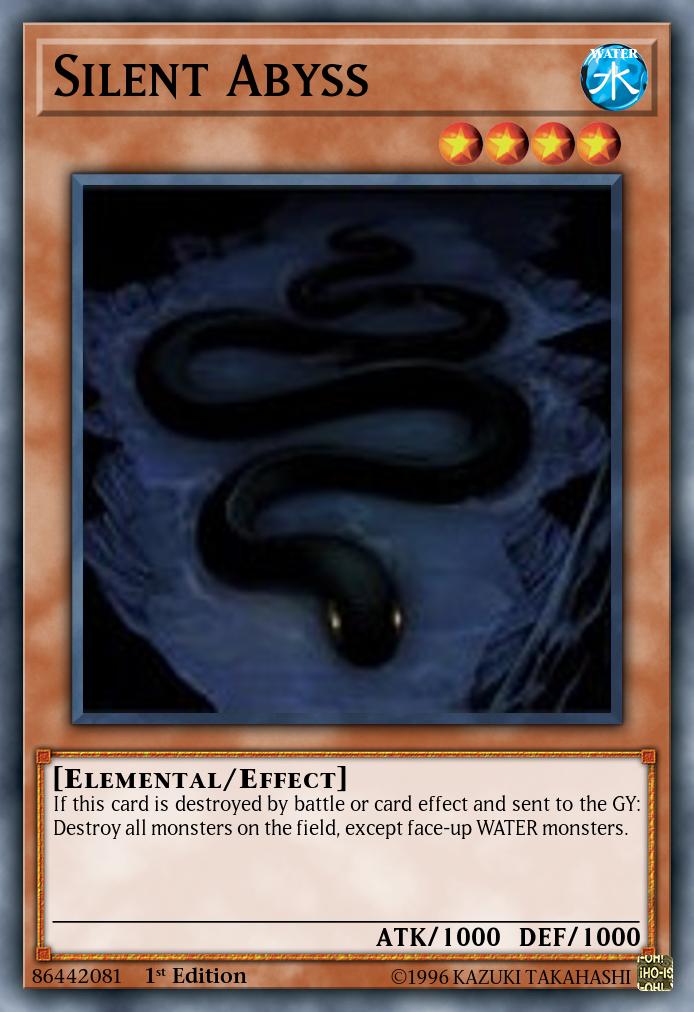 Silent Abyss
WATER
水
[Elemental/Effect]
If this card is destroyed by battle or card effect and sent to the GY:
Destroy all monsters on the field, except face-up WATER monsters.
ATK/1000 DEF/1000
86442081 1st Edition ©1996 KAZUKI TAKAHASHI